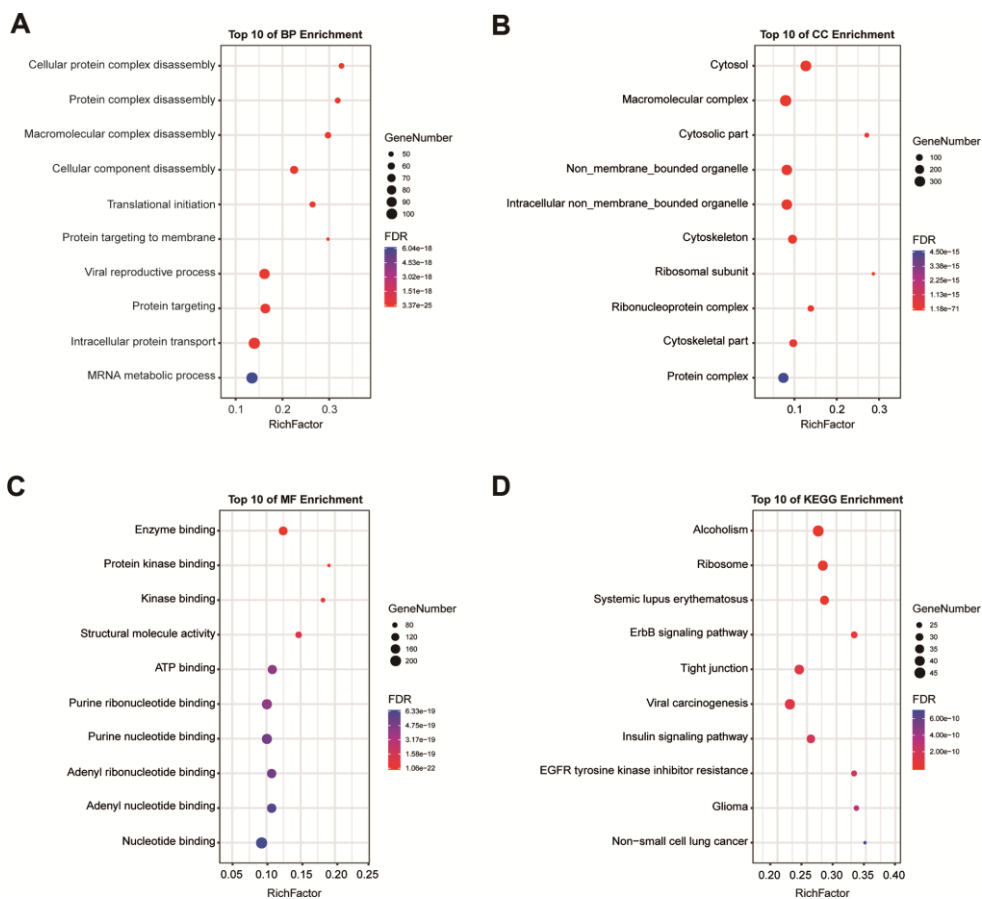 A
Top 10 of BP Enrichment
Cellular protein complex disassembly
Protein complex disassembly
Macromolecular complex disassembly
Cellular component disassembly
Translational initiation
Protein targeting to membrane
Viral reproductive process
Protein targeting
Intracellular protein transport
MRNA metabolic process
0.1 0.2 0.3
RichFactor
GeneNumber
50
60
70
80
90
100
FDR
6.04e-18
4.53e-18
3.02e-18
1.51e-18
3.37e-25
B
Top 10 of CC Enrichment
Cytosol
Macromolecular complex
Cytosolic part
Non_membrane_bounded organelle
Intracellular non_membrane_bounded organelle
Cytoskeleton
Ribosomal subunit
Ribonucleoprotein complex
Cytoskeletal part
Protein complex
0.1 0.2 0.3
RichFactor
GeneNumber
100
200
300
FDR
4.50e-15
3.38e-15
2.25e-15
1.13e-15
1.18e-71
C
Top 10 of MF Enrichment
Enzyme binding
Protein kinase binding
Kinase binding
Structural molecule activity
ATP binding
Purine ribonucleotide binding
Purine nucleotide binding
Adenyl ribonucleotide binding
Adenyl nucleotide binding
Nucleotide binding
0.05 0.10 0.15 0.20 0.25
RichFactor
GeneNumber
80
120
160
200
FDR
6.33e-19
4.75e-19
3.17e-19
1.58e-19
1.06e-22
D
Top 10 of KEGG Enrichment
Alcoholism
Ribosome
Systemic lupus erythematosus
ErbB signaling pathway
Tight junction
Viral carcinogenesis
Insulin signaling pathway
EGFR tyrosine kinase inhibitor resistance
Glioma
Non-small cell lung cancer
0.20 0.25 0.30 0.35 0.40
RichFactor
GeneNumber
25
30
35
40
45
FDR
6.00e-10
4.00e-10
2.00e-10